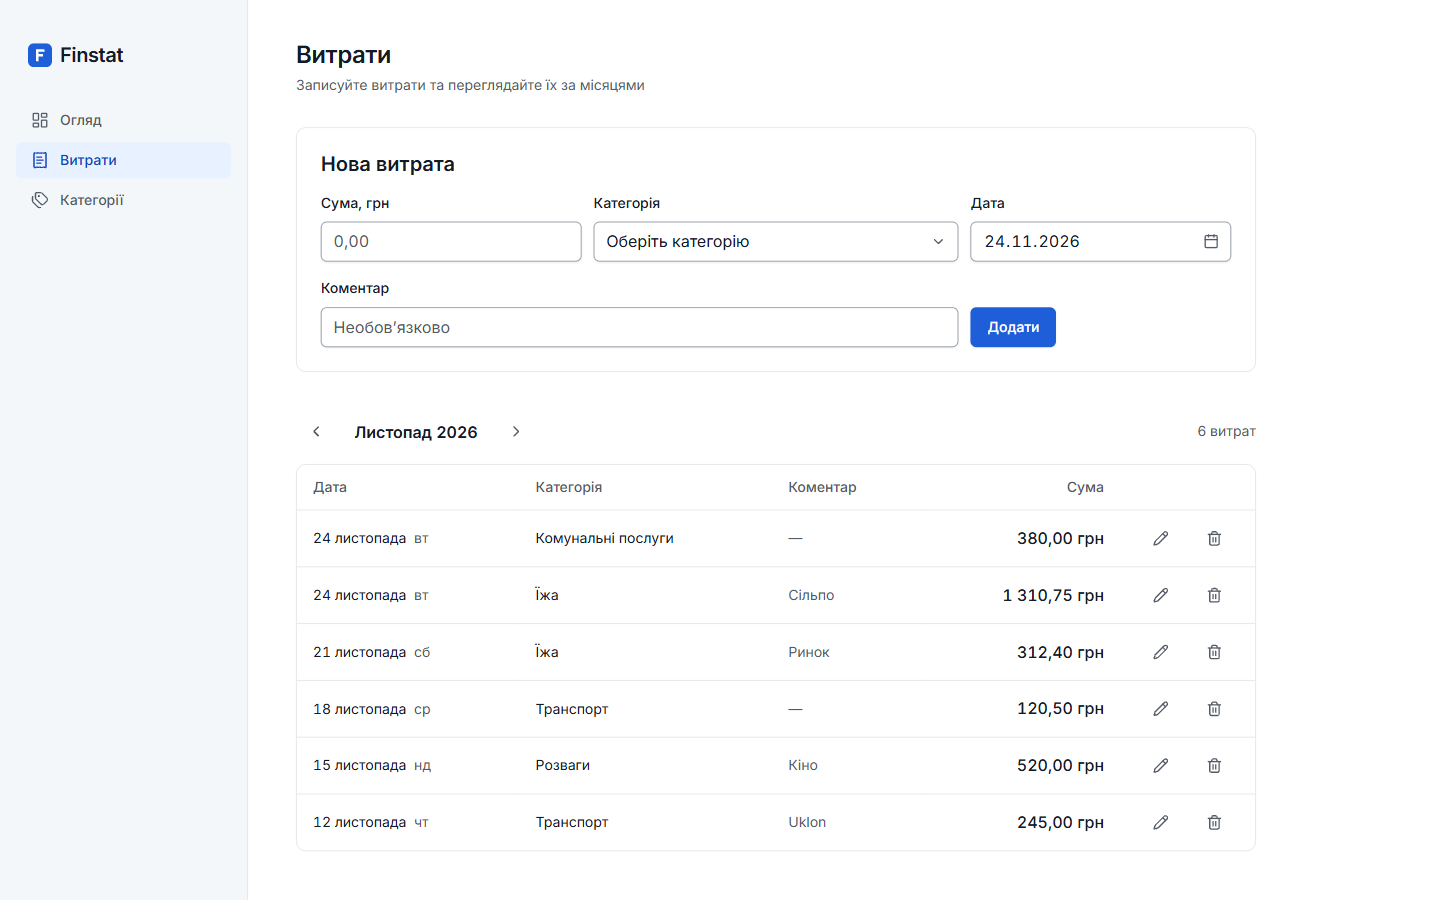 F Finstat
Огляд
Витрати
Категорії
Витрати
Записуйте витрати та переглядайте їх за місяцями
Нова витрата
Сума, грн Категорія Дата
0,00 Оберіть категорію 24.11.2026
Коментар
Необов’язково Додати
Листопад 2026 6 витрат
Дата Категорія Коментар Сума
24 листопада вт Комунальні послуги — 380,00 грн
24 листопада вт Їжа Сільпо 1 310,75 грн
21 листопада сб Їжа Ринок 312,40 грн
18 листопада ср Транспорт — 120,50 грн
15 листопада нд Розваги Кіно 520,00 грн
12 листопада чт Транспорт Uklon 245,00 грн